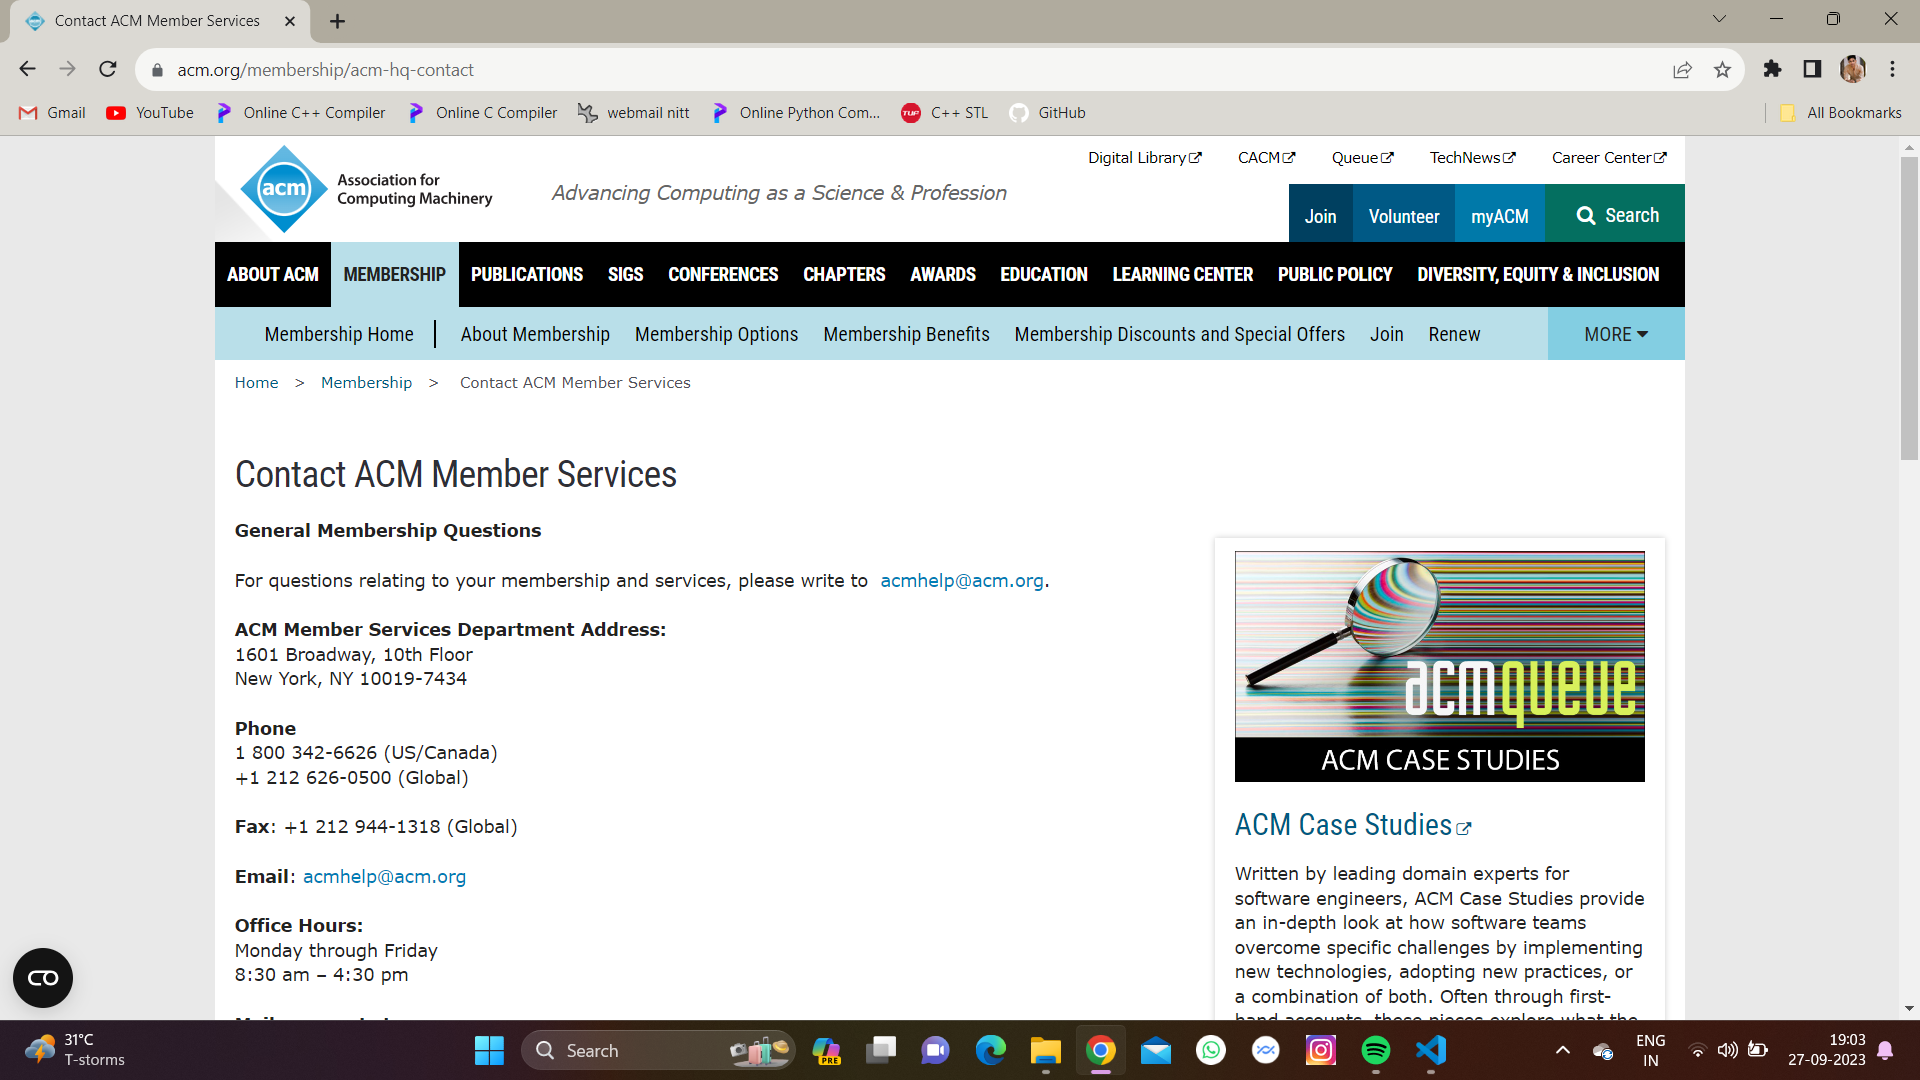 Contact ACM Member Services
acm.org/membership/acm-hq-contact
Gmail
YouTube
Online C++ Compiler
Online C Compiler
webmail nitt
Online Python Com...
TUF
C++ STL
GitHub
All Bookmarks
acm
Association for
Computing Machinery
Advancing Computing as a Science & Profession
Digital Library
CACM
Queue
TechNews
Career Center
Join
Volunteer
myACM
Search
ABOUT ACM
MEMBERSHIP
PUBLICATIONS
SIGS
CONFERENCES
CHAPTERS
AWARDS
EDUCATION
LEARNING CENTER
PUBLIC POLICY
DIVERSITY, EQUITY & INCLUSION
Membership Home
About Membership
Membership Options
Membership Benefits
Membership Discounts and Special Offers
Join
Renew
MORE
Home > Membership > Contact ACM Member Services
Contact ACM Member Services
General Membership Questions
For questions relating to your membership and services, please write to acmhelp@acm.org.
ACM Member Services Department Address:
1601 Broadway, 10th Floor
New York, NY 10019-7434
Phone
1 800 342-6626 (US/Canada)
+1 212 626-0500 (Global)
Fax: +1 212 944-1318 (Global)
Email: acmhelp@acm.org
Office Hours:
Monday through Friday
8:30 am – 4:30 pm
acmqueue
ACM CASE STUDIES
ACM Case Studies
Written by leading domain experts for
software engineers, ACM Case Studies provide
an in-depth look at how software teams
overcome specific challenges by implementing
new technologies, adopting new practices, or
a combination of both. Often through first-
hand accounts, these pieces explore what the
31°C
T-storms
Search
PRE
ENG
IN
19:03
27-09-2023